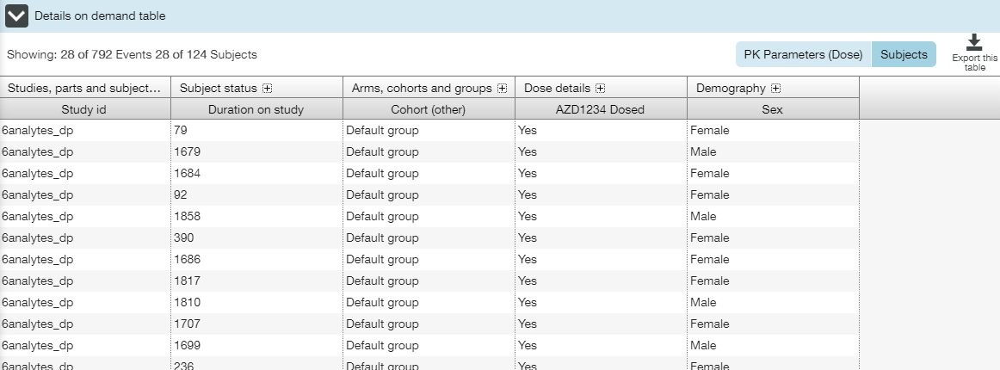 Details on demand table
Showing: 28 of 792 Events 28 of 124 Subjects
PK Parameters (Dose) Subjects
Export this
table
Studies, parts and subject... Subject status Arms, cohorts and groups Dose details Demography
Study id Duration on study Cohort (other) AZD1234 Dosed Sex
6analytes_dp 79 Default group Yes Female
6analytes_dp 1679 Default group Yes Male
6analytes_dp 1684 Default group Yes Female
6analytes_dp 92 Default group Yes Female
6analytes_dp 1858 Default group Yes Male
6analytes_dp 390 Default group Yes Female
6analytes_dp 1686 Default group Yes Female
6analytes_dp 1817 Default group Yes Female
6analytes_dp 1810 Default group Yes Male
6analytes_dp 1707 Default group Yes Female
6analytes_dp 1699 Default group Yes Male
6analytes_dp 236 Default group Yes Female